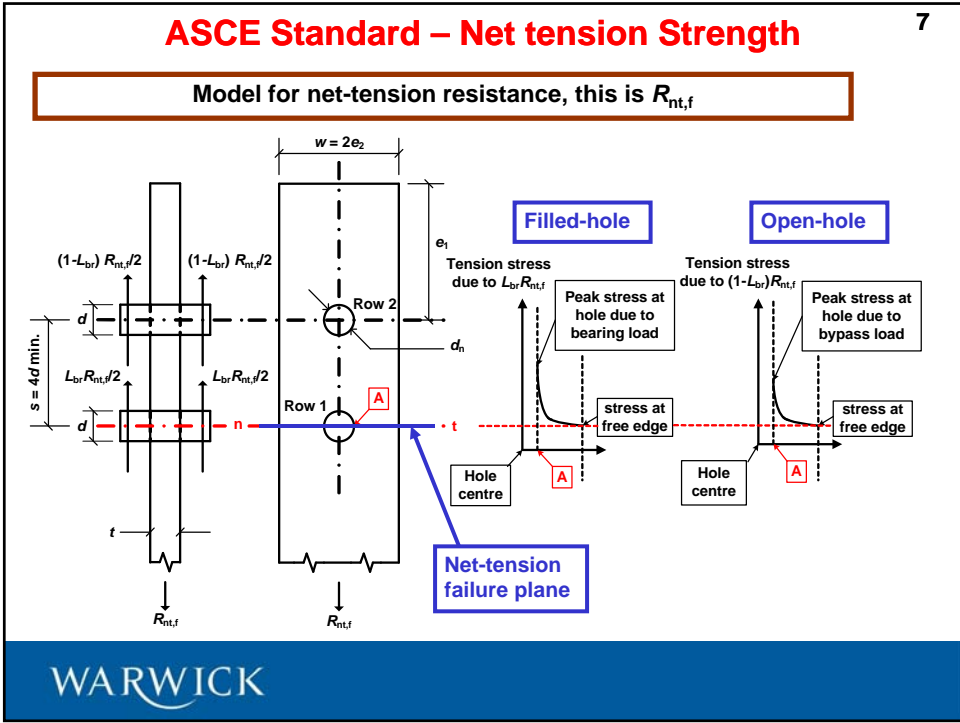 ASCE Standard – Net tension Strength
7
Model for net-tension resistance, this is Rnt,f
w = 2e2
e1
(1-Lbr) Rnt,f/2
(1-Lbr) Rnt,f/2
d
Row 2
dn
s = 4d min.
LbrRnt,f/2
LbrRnt,f/2
d
n
Row 1
A
t
t
Rnt,f
Rnt,f
Net-tension
failure plane
Filled-hole
Tension stress
due to LbrRnt,f
Peak stress at
hole due to
bearing load
stress at
free edge
Hole
centre
A
Open-hole
Tension stress
due to (1-Lbr)Rnt,f
Peak stress at
hole due to
bypass load
stress at
free edge
Hole
centre
A
WARWICK